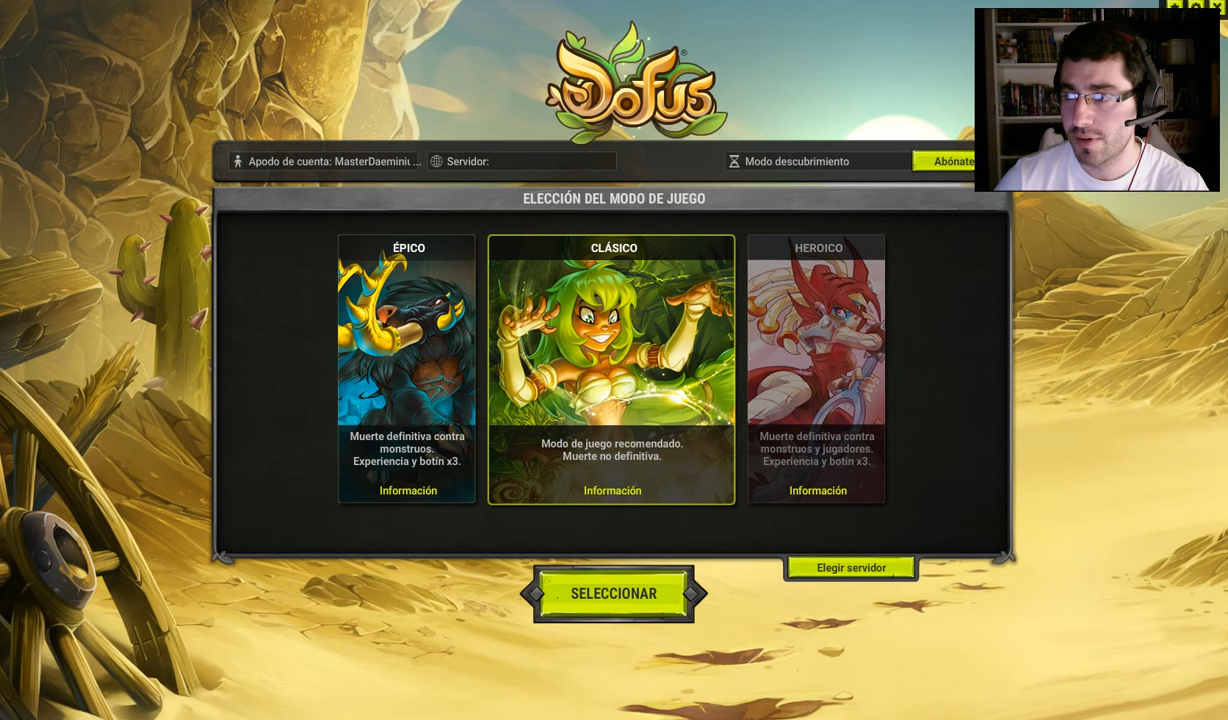 Dofus
Apodo de cuenta: MasterDaeminiu ...
Servidor:
Modo descubrimiento
Abónate
ELECCIÓN DEL MODO DE JUEGO
ÉPICO
Muerte definitiva contra
monstruos.
Experiencia y botín x3.
Información
CLÁSICO
Modo de juego recomendado.
Muerte no definitiva.
Información
HEROICO
Muerte definitiva contra
monstruos y jugadores.
Experiencia y botín x3.
Información
Elegir servidor
SELECCIONAR